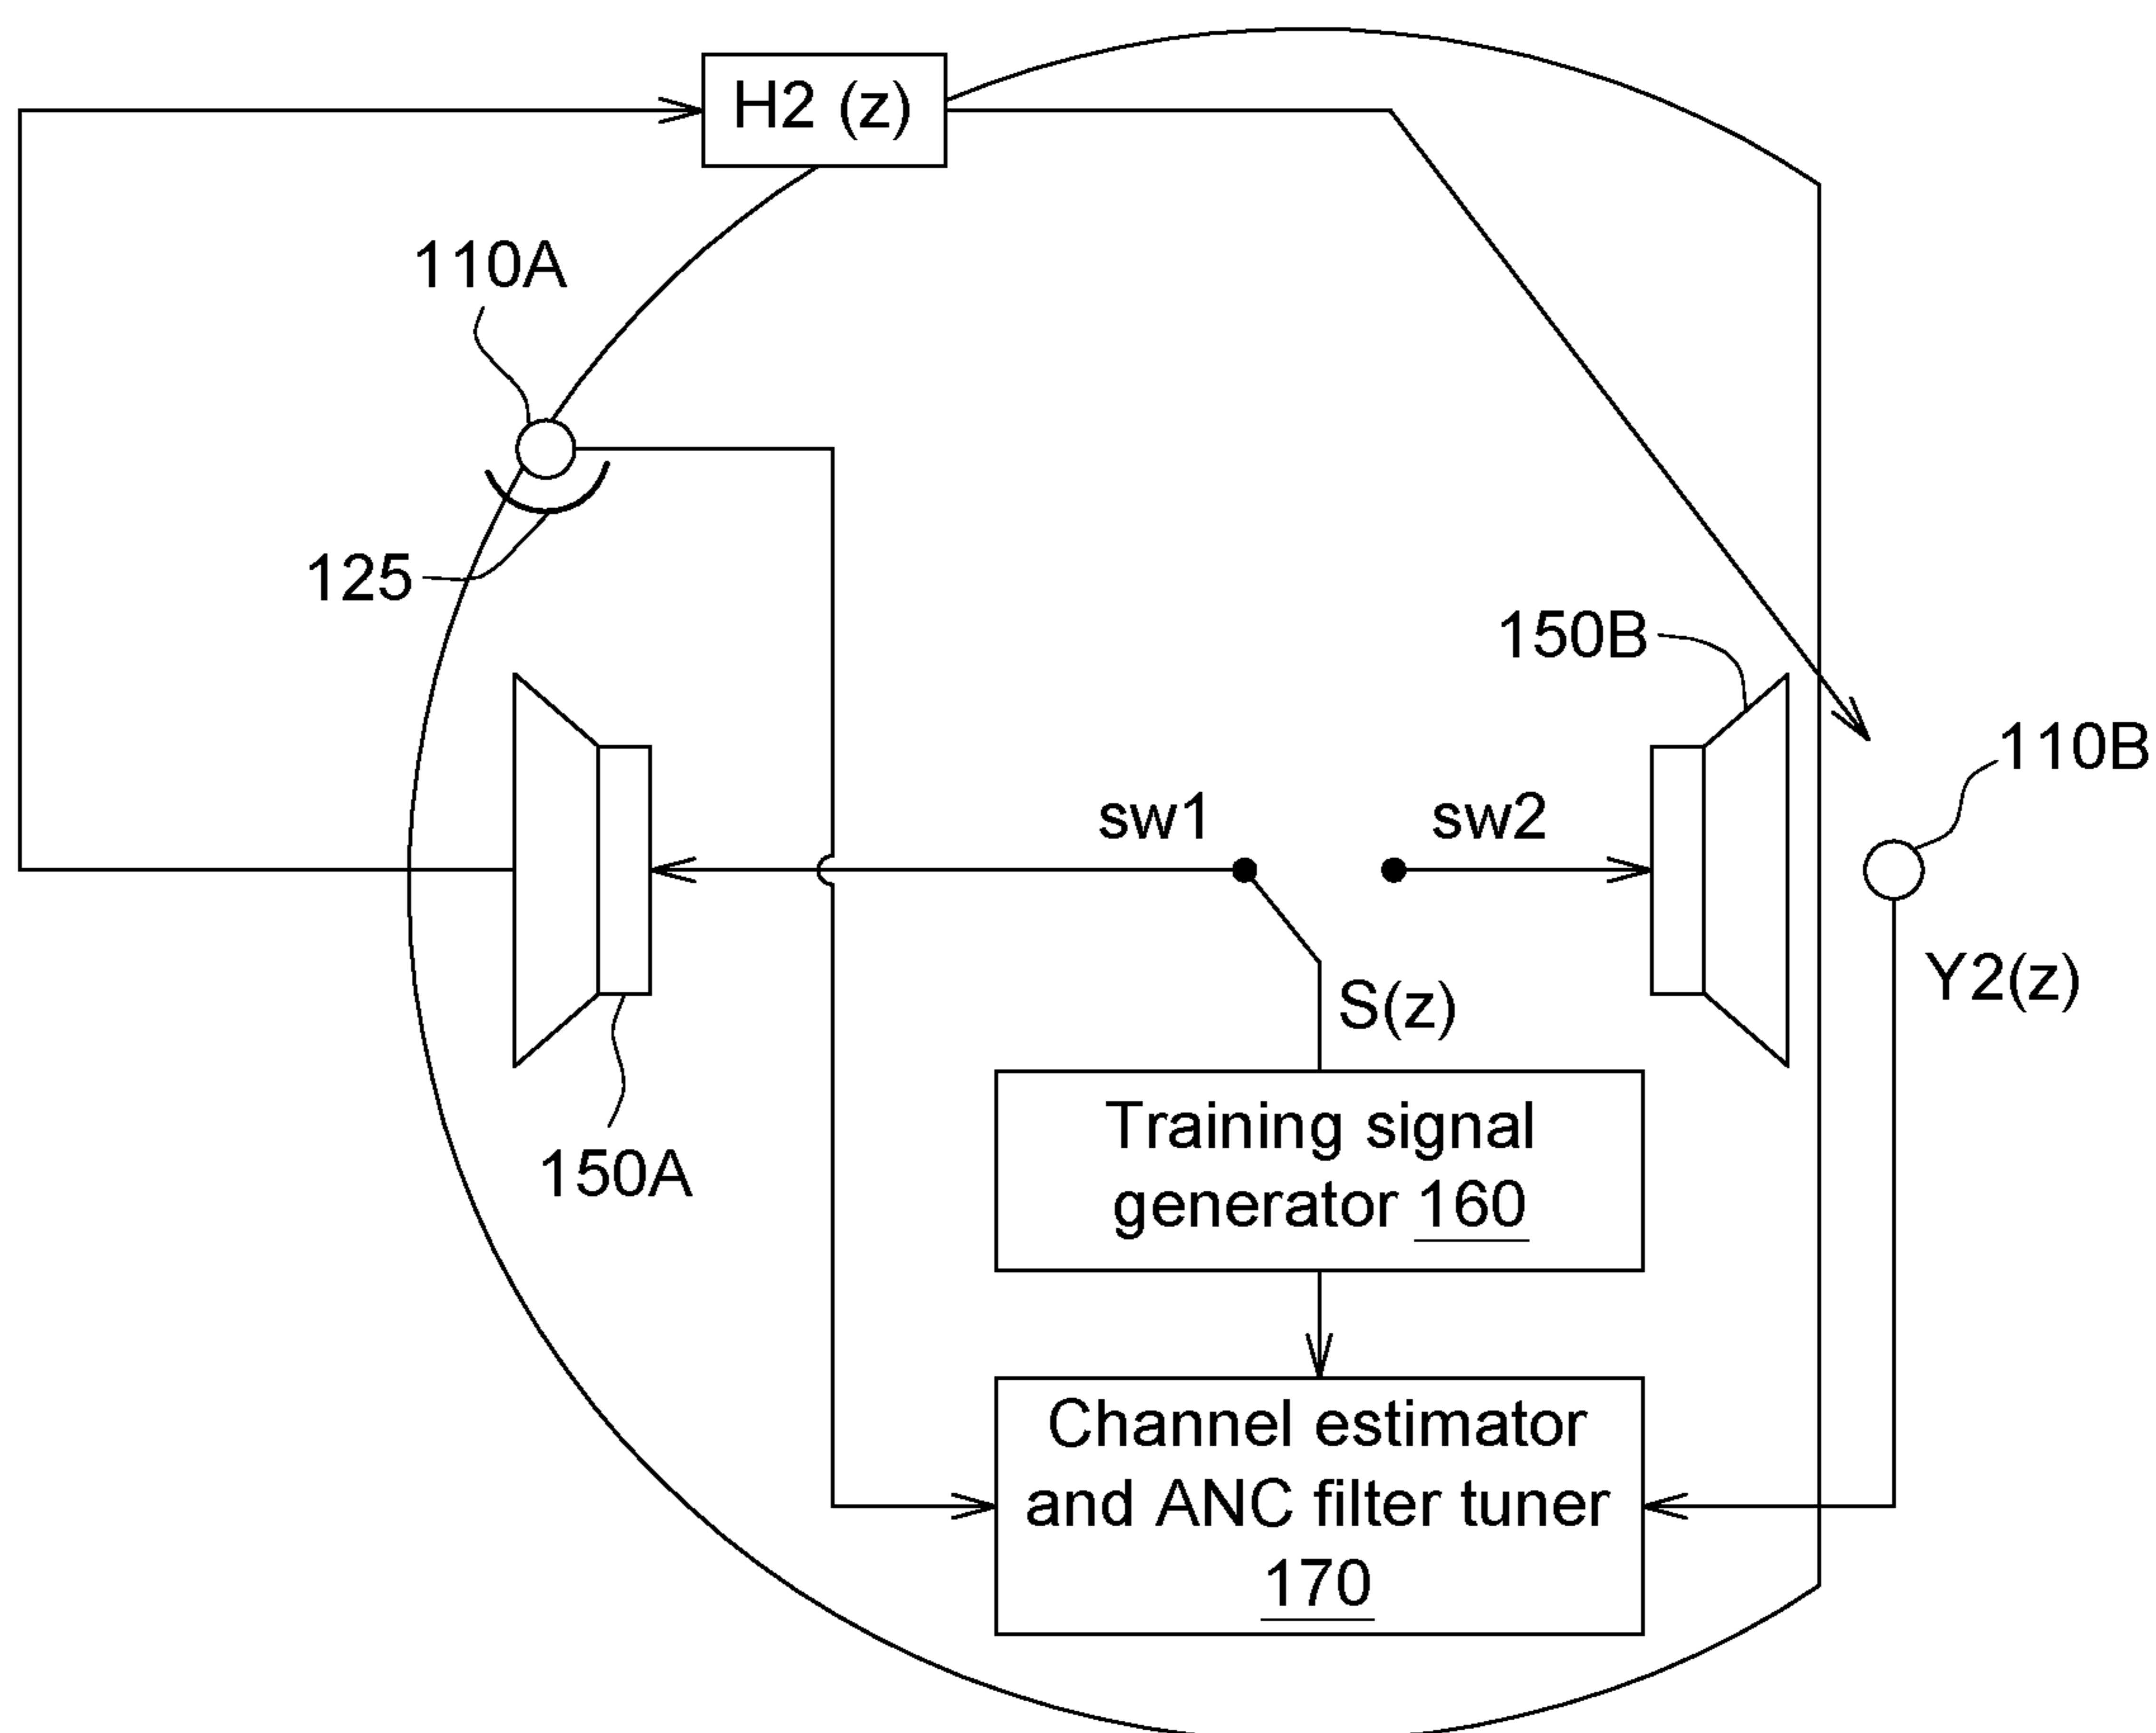 H2 (z)
110A
125
150B
110B
sw1
sw2
Y2(z)
S(z)
150A
Training signal
generator 160
Channel estimator
and ANC filter tuner
170